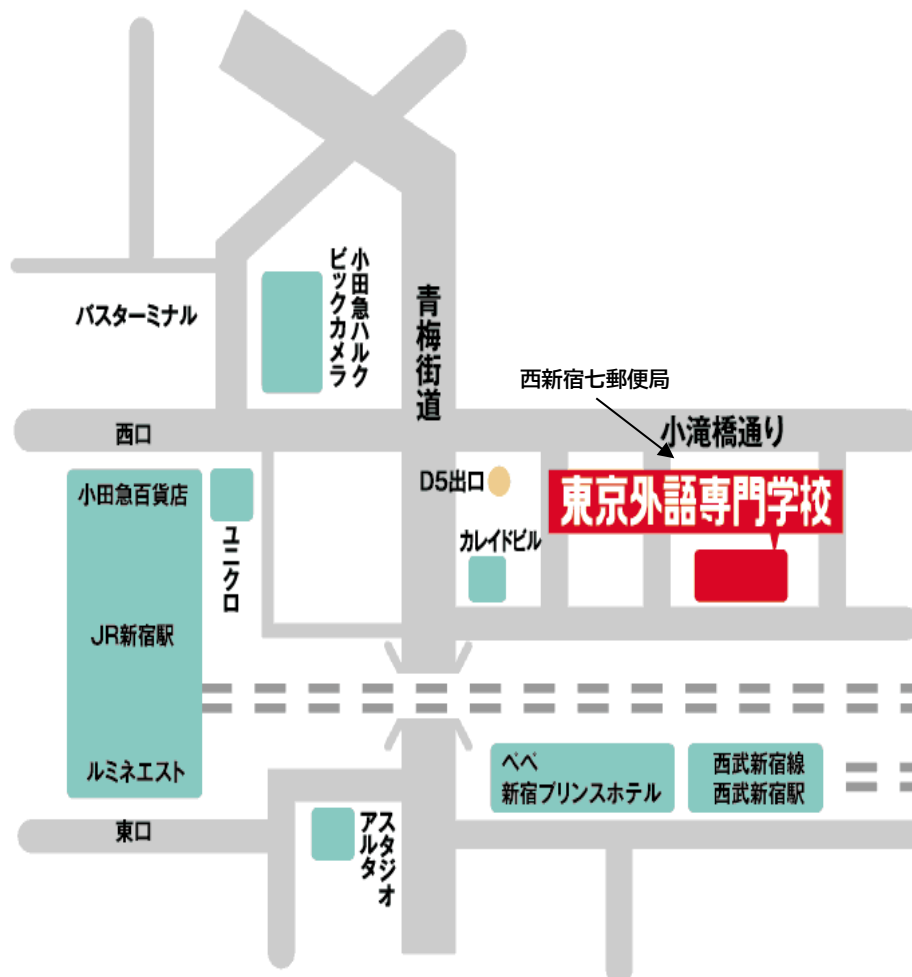 小田急ハルク
ビックカメラ
青梅街道
バスターミナル
西新宿七郵便局
西口
小滝橋通り
小田急百貨店
ユニクロ
D5出口
東京外語専門学校
カレイドビル
JR新宿駅
ルミネエスト
ペペ
新宿プリンスホテル
西武新宿線
西武新宿駅
東口
スタジオ
アルタ